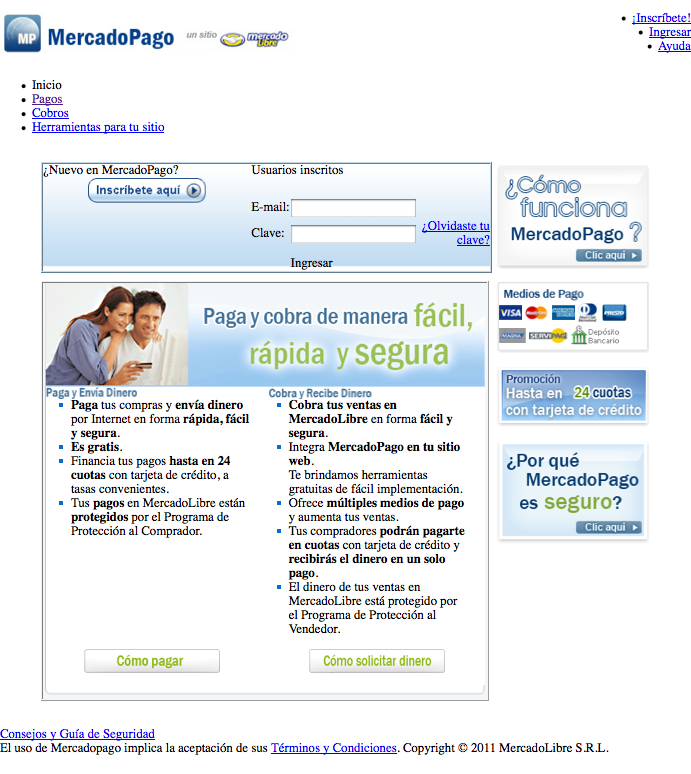 MP MercadoPago un sitio mercado libre
¡Inscríbete!
Ingresar
Ayuda
Inicio
Pagos
Cobros
Herramientas para tu sitio
¿Nuevo en MercadoPago?
Inscríbete aquí
Usuarios inscritos
E-mail:
Clave:
¿Olvidaste tu
clave?
Ingresar
¿Cómo
funciona
MercadoPago ?
Clic aquí
Paga y cobra de manera fácil,
rápida y segura
Medios de Pago
VISA MasterCard AMERICAN EXPRESS Diners Club PRISMA
MAGNA SERVIPAG Depósito
Bancario
Promoción
Hasta en 24 cuotas
con tarjeta de crédito
¿Por qué
MercadoPago
es seguro?
Clic aquí
Paga y Envía Dinero
Paga tus compras y envía dinero
por Internet en forma rápida, fácil
y segura.
Es gratis.
Financia tus pagos hasta en 24
cuotas con tarjeta de crédito, a
tasas convenientes.
Tus pagos en MercadoLibre están
protegidos por el Programa de
Protección al Comprador.
Cómo pagar
Cobra y Recibe Dinero
Cobra tus ventas en
MercadoLibre en forma fácil y
segura.
Integra MercadoPago en tu sitio
web.
Te brindamos herramientas
gratuitas de fácil implementación.
Ofrece múltiples medios de pago
y aumenta tus ventas.
Tus compradores podrán pagarte
en cuotas con tarjeta de crédito y
recibirás el dinero en un solo
pago.
El dinero de tus ventas en
MercadoLibre está protegido por
el Programa de Protección al
Vendedor.
Cómo solicitar dinero
Consejos y Guía de Seguridad
El uso de Mercadopago implica la aceptación de sus Términos y Condiciones. Copyright © 2011 MercadoLibre S.R.L.